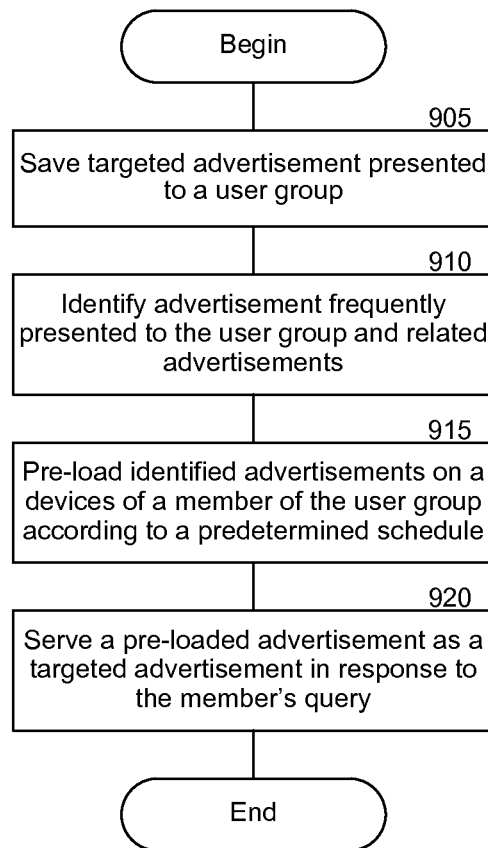 Begin
905
Save targeted advertisement presented
to a user group
910
Identify advertisement frequently
presented to the user group and related
advertisements
915
Pre-load identified advertisements on a
devices of a member of the user group
according to a predetermined schedule
920
Serve a pre-loaded advertisement as a
targeted advertisement in response to
the member's query
End